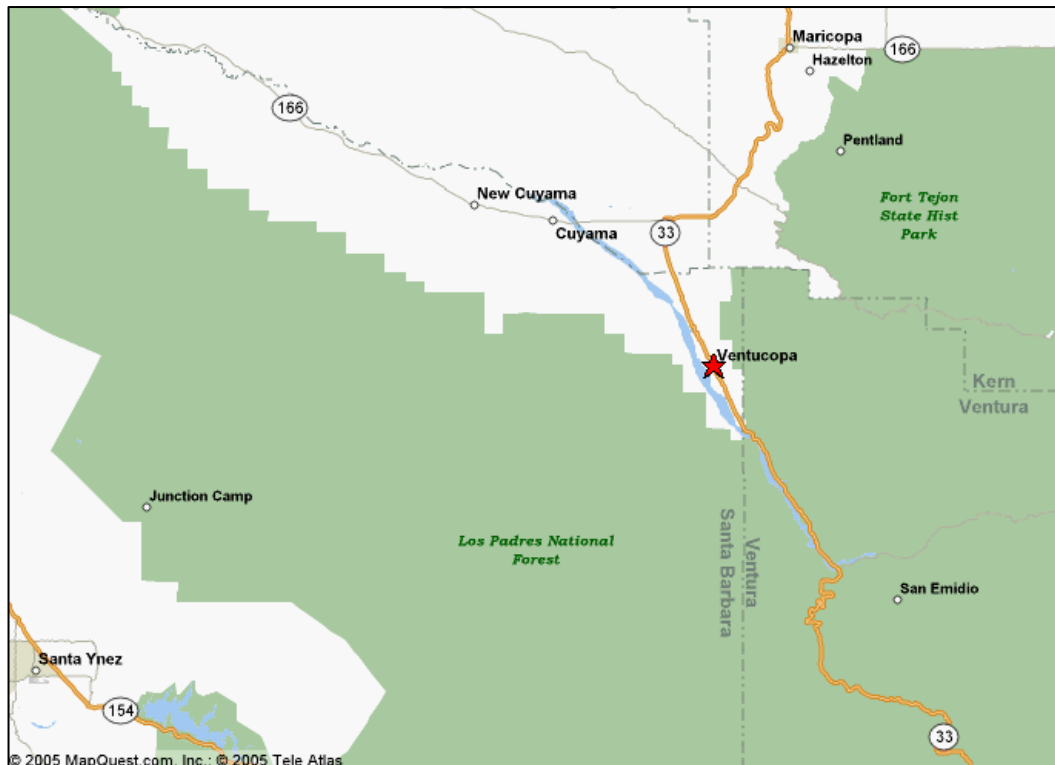 Maricopa
Hazelton
166
166
Pentland
New Cuyama
Fort Tejon
State Hist
Park
Cuyama
33
Ventucopa
Kern
Ventura
Junction Camp
Los Padres National
Forest
Santa Barbara
Ventura
San Emidio
Santa Ynez
154
33
© 2005 MapQuest.com, Inc.; © 2005 Tele Atlas